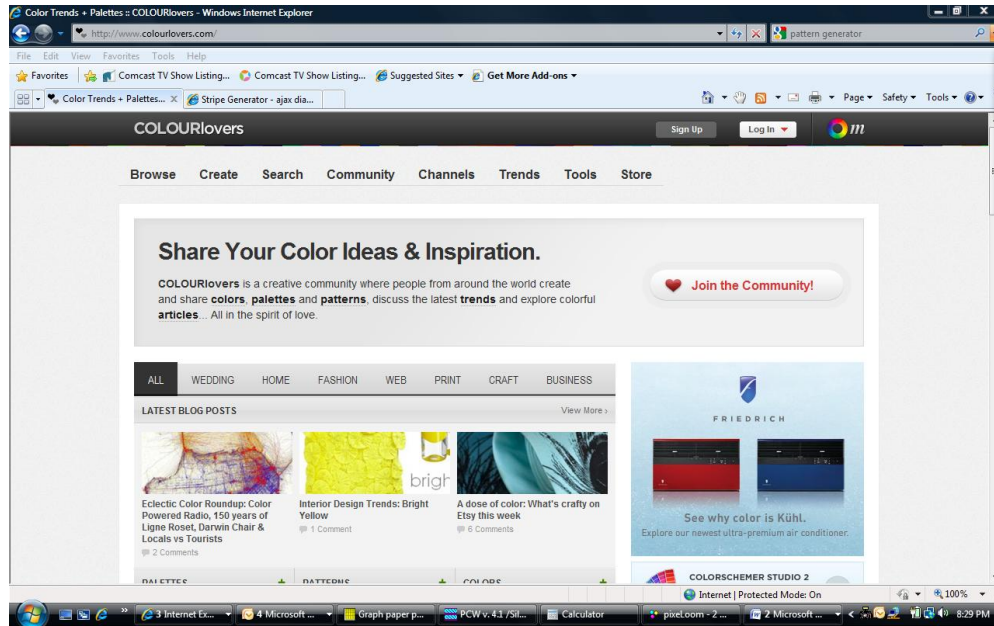 Color Trends + Palettes :: COLOURlovers - Windows Internet Explorer
http://www.colourlovers.com/
pattern generator
File Edit View Favorites Tools Help
Favorites Comcast TV Show Listing... Comcast TV Show Listing... Suggested Sites Get More Add-ons
Color Trends + Palettes... X Stripe Generator - ajax dia... Page Safety Tools
COLOURlovers Sign Up Log In m
Browse Create Search Community Channels Trends Tools Store
Share Your Color Ideas & Inspiration.
COLOURlovers is a creative community where people from around the world create
and share colors, palettes and patterns, discuss the latest trends and explore colorful
articles... All in the spirit of love.
Join the Community!
ALL WEDDING HOME FASHION WEB PRINT CRAFT BUSINESS
LATEST BLOG POSTS View More ›
bright
Eclectic Color Roundup: Color
Powered Radio, 150 years of
Ligne Roset, Darwin Chair &
Locals vs Tourists
2 Comments
Interior Design Trends: Bright
Yellow
1 Comment
A dose of color: What's crafty on
Etsy this week
6 Comments
FRIEDRICH
See why color is Kühl.
Explore our newest ultra-premium air conditioner.
PALETTES + PATTERNS + COLORS +
COLORSCHEMER STUDIO 2
Internet | Protected Mode: On 100%
» 3 Internet Ex... 4 Microsoft ... Graph paper p... PCW v. 4.1 /Sil... Calculator pixeLoom - 2 ... 2 Microsoft ... < 8:29 PM